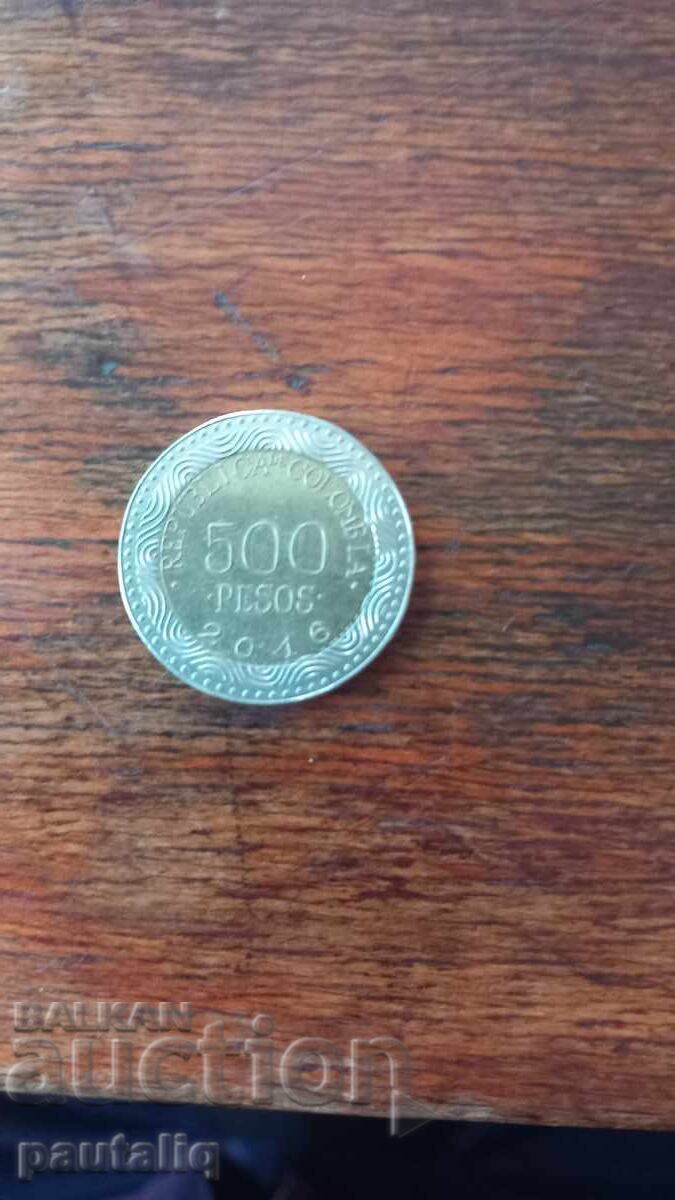 ·REPUBLICA DE COLOMBIA·
500
·PESOS·
2016
BALKAN
auction
pautaliq